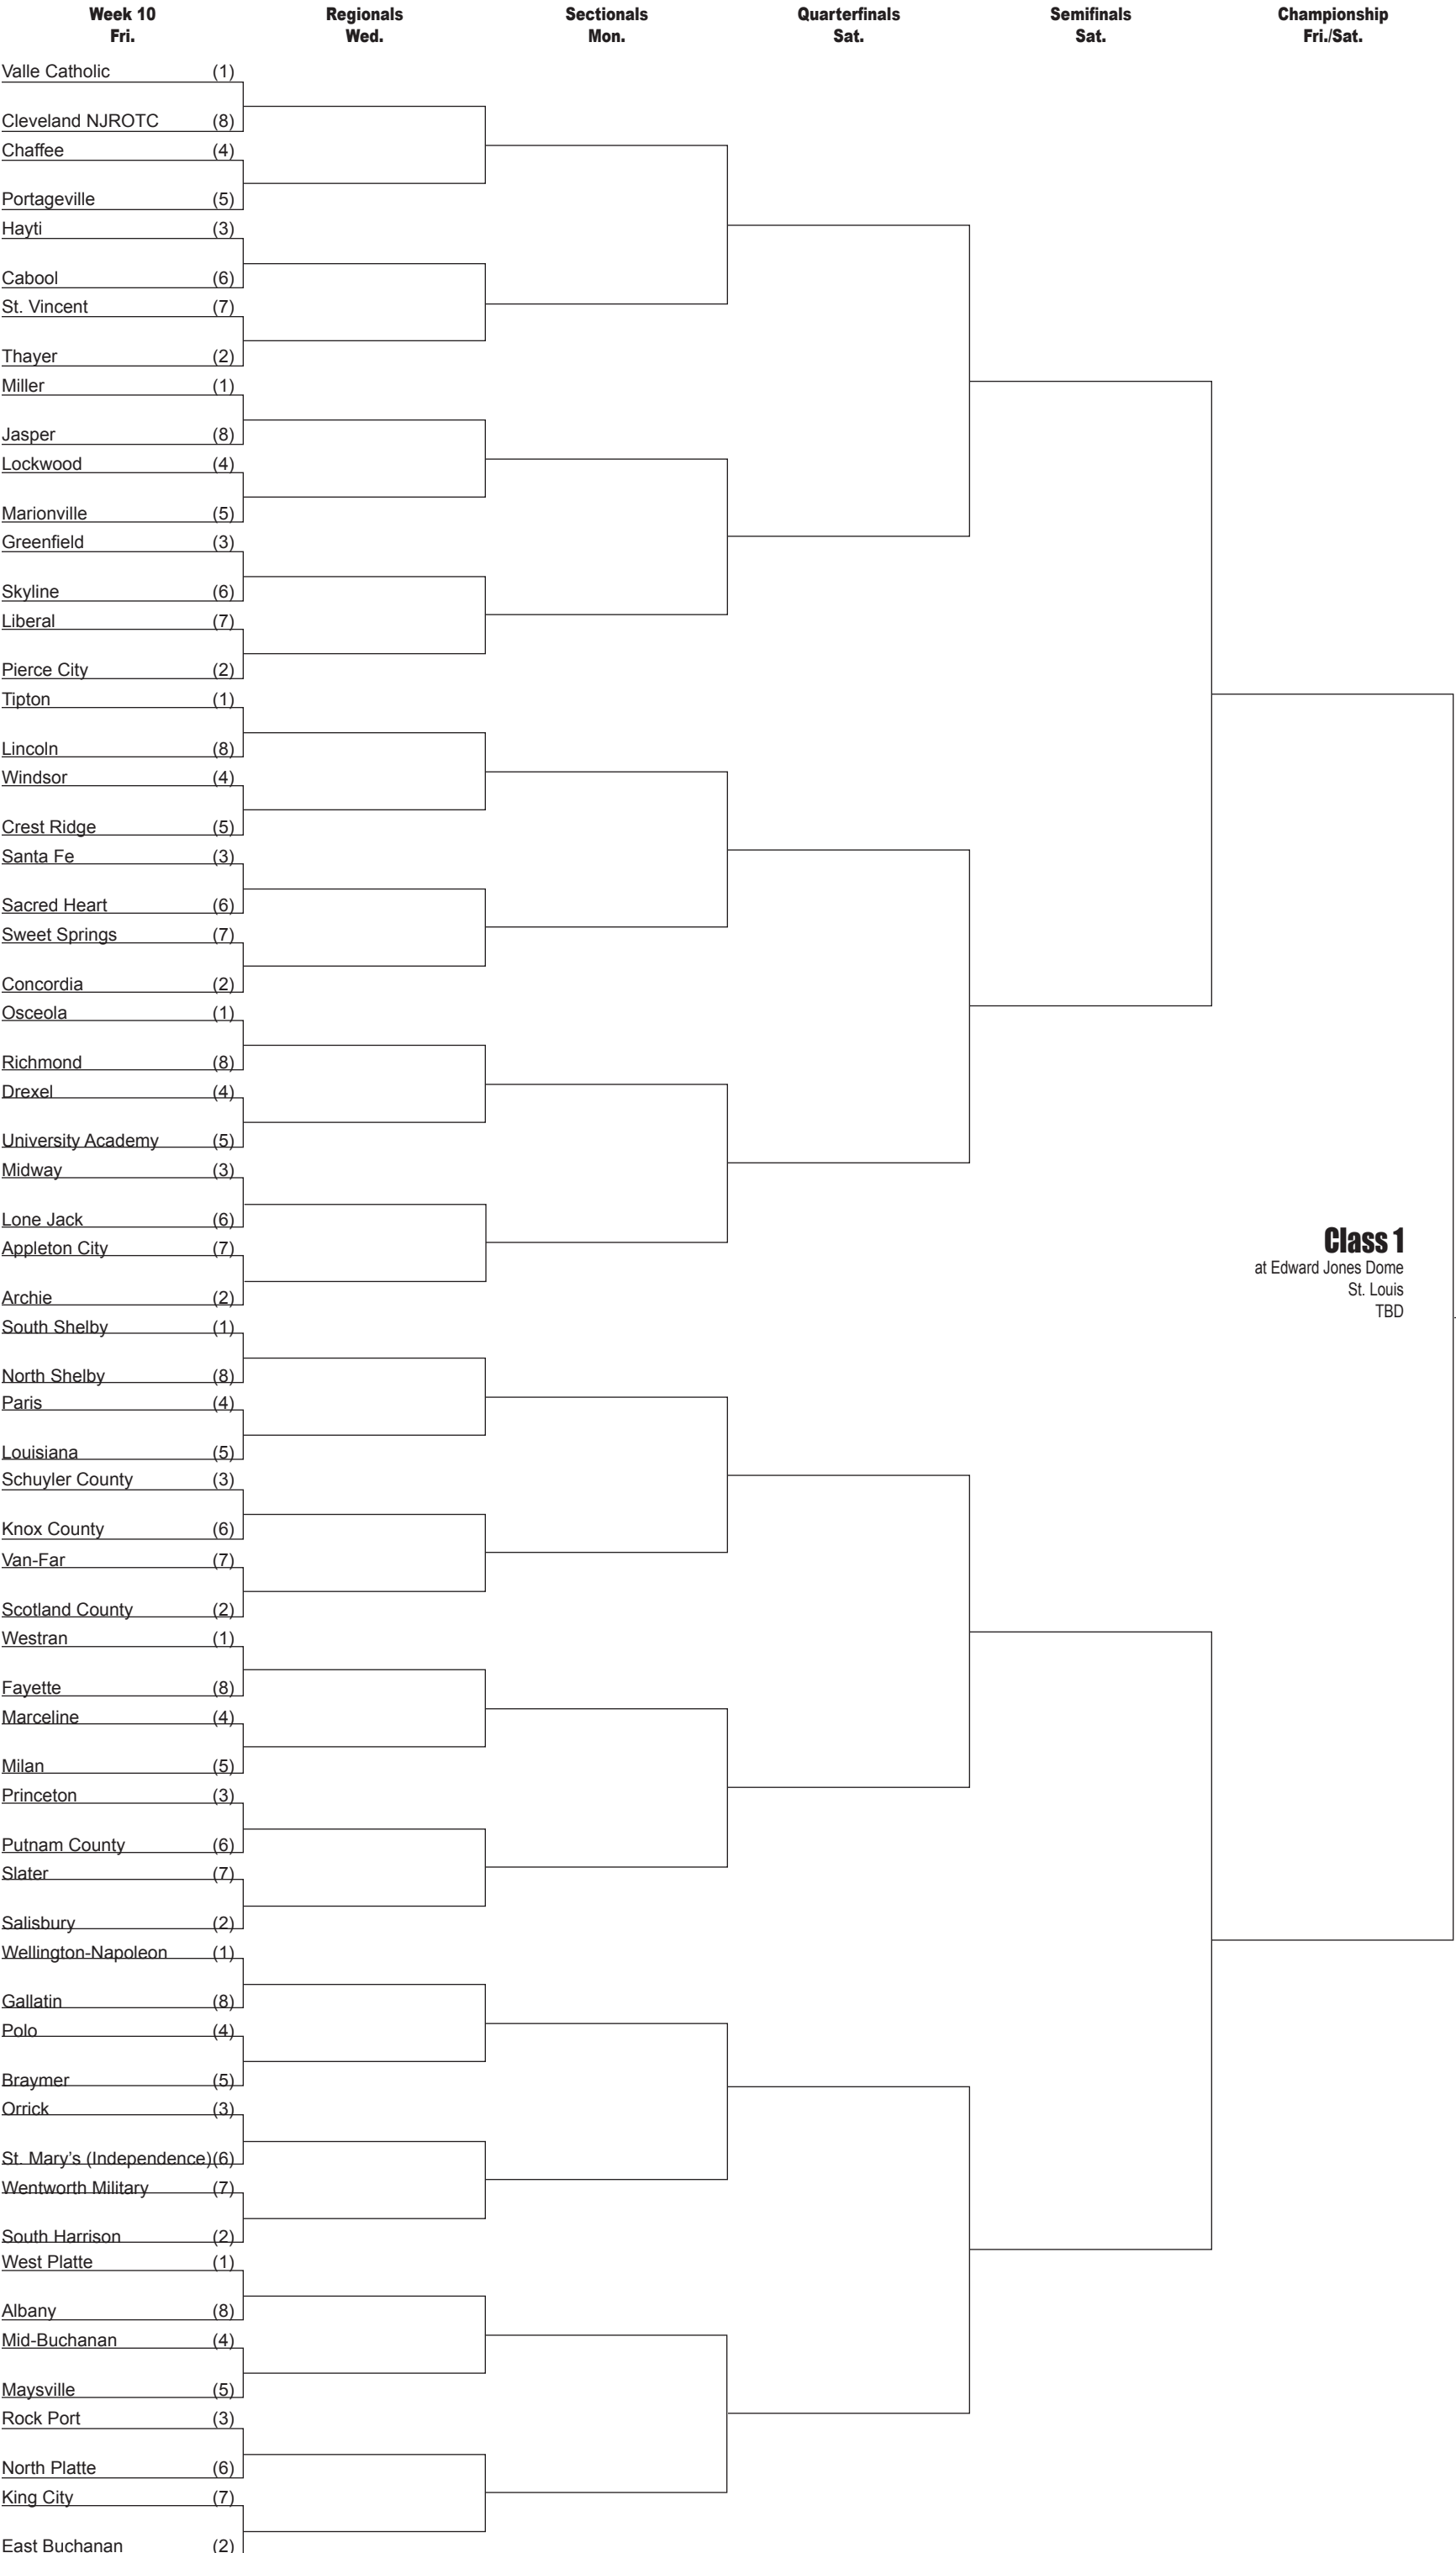 Week 10 Regionals Sectionals Quarterfinals Semifinals Championship
Fri. Wed. Mon. Sat. Sat. Fri./Sat.
Valle Catholic (1)
Cleveland NJROTC (8)
Chaffee (4)
Portageville (5)
Hayti (3)
Cabool (6)
St. Vincent (7)
Thayer (2)
Miller (1)
Jasper (8)
Lockwood (4)
Marionville (5)
Greenfield (3)
Skyline (6)
Liberal (7)
Pierce City (2)
Tipton (1)
Lincoln (8)
Windsor (4)
Crest Ridge (5)
Santa Fe (3)
Sacred Heart (6)
Sweet Springs (7)
Concordia (2)
Osceola (1)
Richmond (8)
Drexel (4)
University Academy (5)
Midway (3)
Lone Jack (6)
Appleton City (7)
Archie (2)
South Shelby (1)
North Shelby (8)
Paris (4)
Louisiana (5)
Schuyler County (3)
Knox County (6)
Van-Far (7)
Scotland County (2)
Westran (1)
Fayette (8)
Marceline (4)
Milan (5)
Princeton (3)
Putnam County (6)
Slater (7)
Salisbury (2)
Wellington-Napoleon (1)
Gallatin (8)
Polo (4)
Braymer (5)
Orrick (3)
St. Mary’s (Independence)(6)
Wentworth Military (7)
South Harrison (2)
West Platte (1)
Albany (8)
Mid-Buchanan (4)
Maysville (5)
Rock Port (3)
North Platte (6)
King City (7)
East Buchanan (2)
Class 1
at Edward Jones Dome
St. Louis
TBD